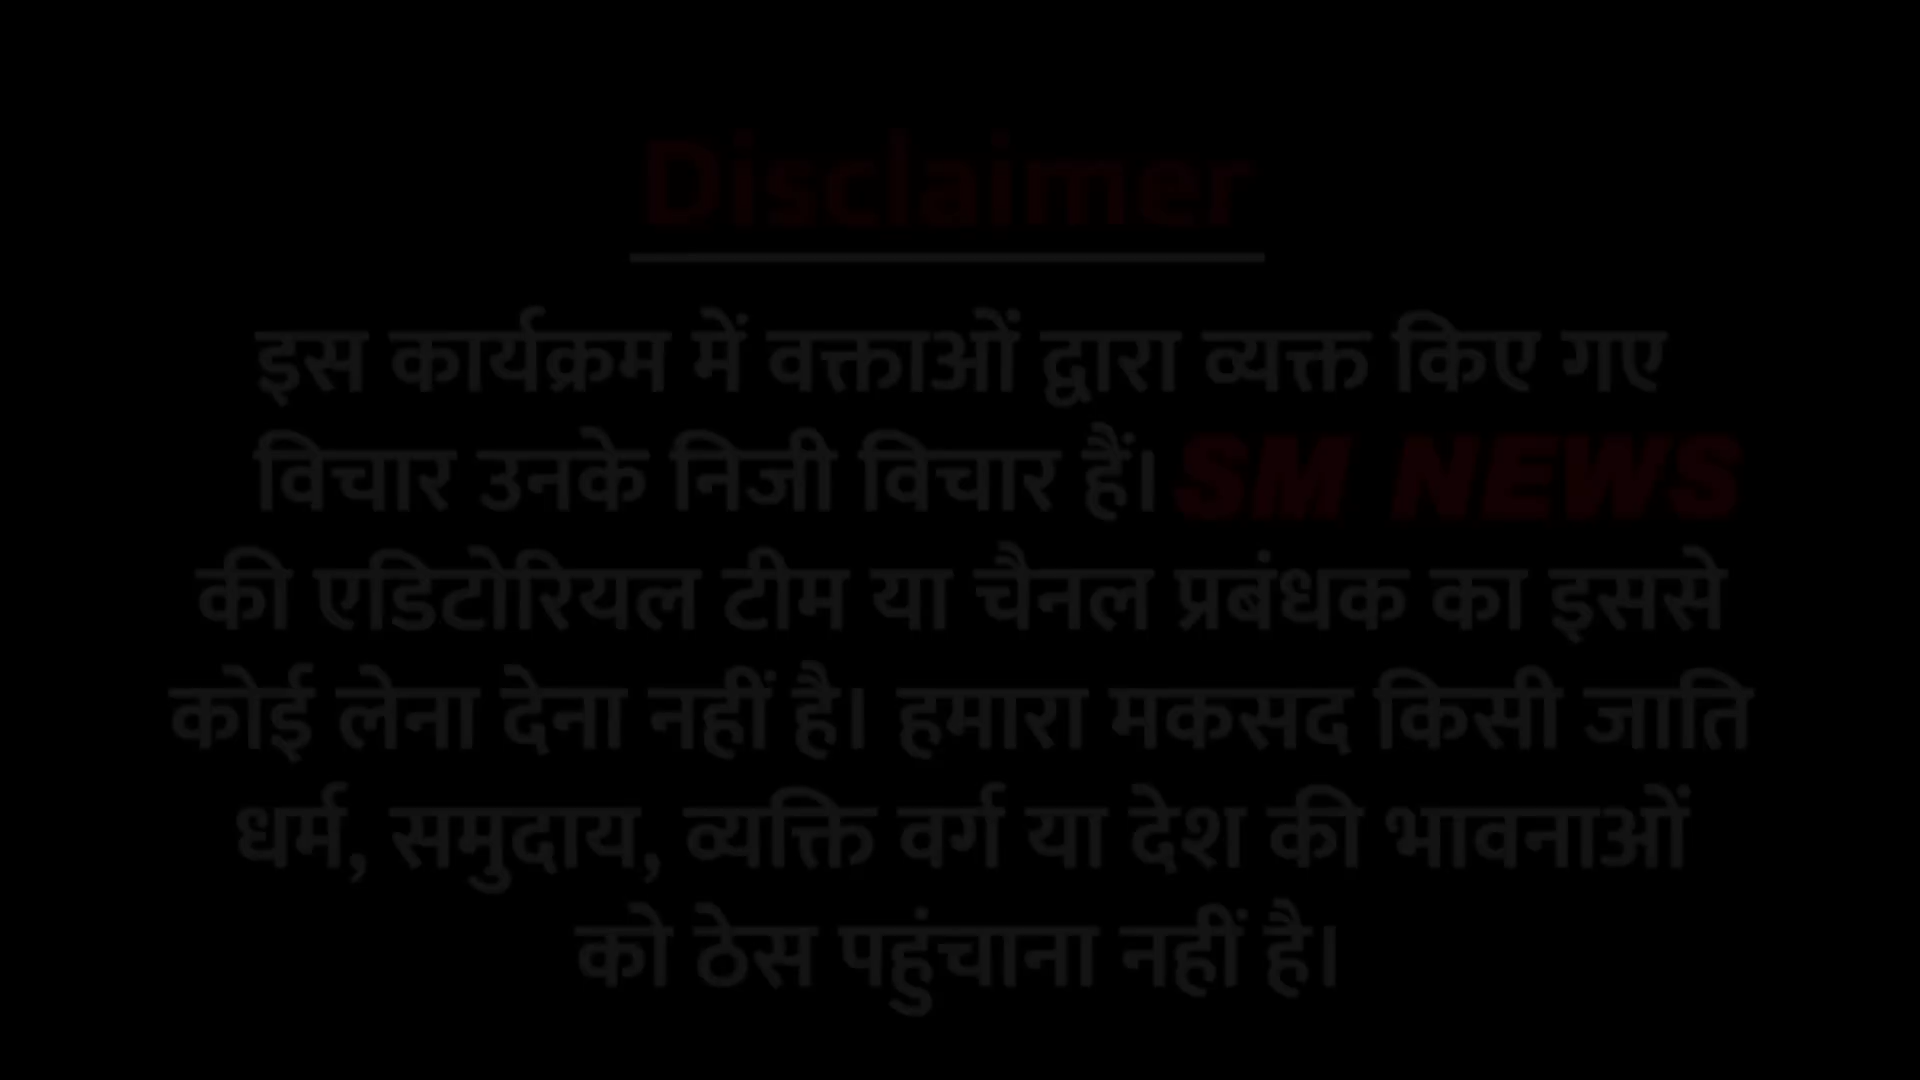 Disclaimer
इस कार्यक्रम में वक्ताओं द्वारा व्यक्त किए गए
विचार उनके निजी विचार हैं। SM NEWS
की एडिटोरियल टीम या चैनल प्रबंधक का इससे
कोई लेना देना नहीं है। हमारा मकसद किसी जाति
धर्म, समुदाय, व्यक्ति वर्ग या देश की भावनाओं
को ठेस पहुंचाना नहीं है।